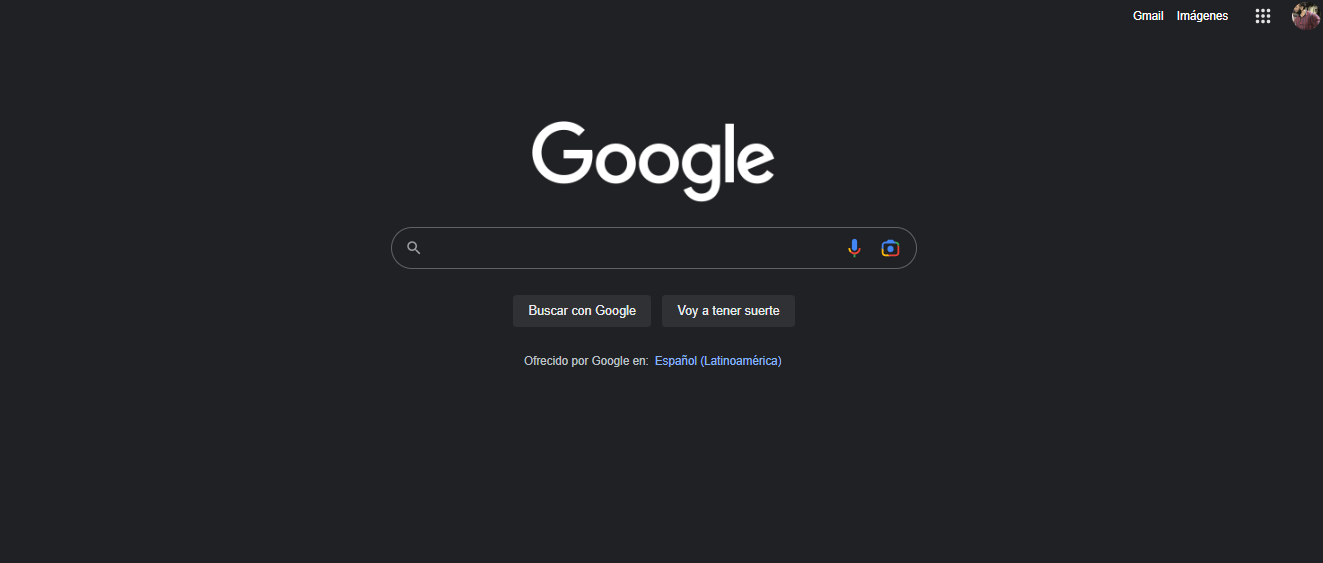 Gmail Imágenes
Google
Buscar con Google Voy a tener suerte
Ofrecido por Google en: Español (Latinoamérica)